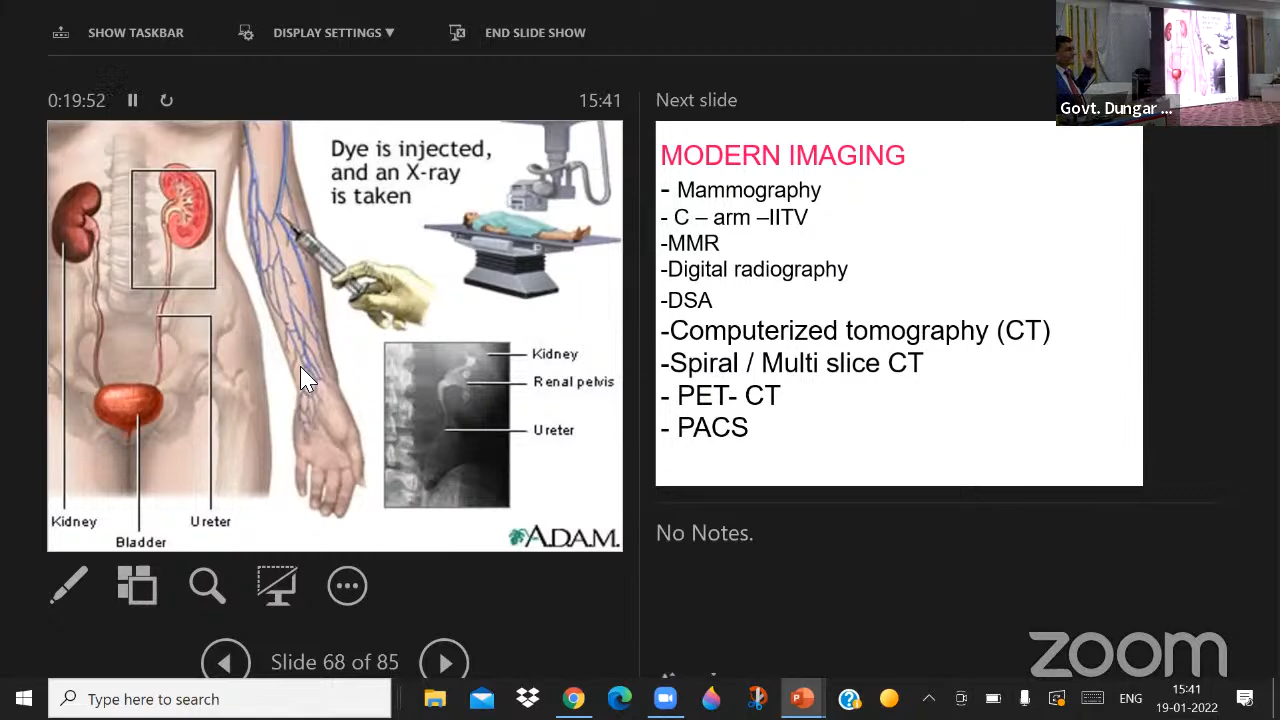 SHOW TASKBAR
DISPLAY SETTINGS ▼
END SLIDE SHOW
0:19:52
15:41
Next slide
Govt. Dungar ...
Dye is injected,
and an X-ray
is taken
Kidney
Renal pelvis
Ureter
Kidney
Bladder
Ureter
A.D.A.M.
MODERN IMAGING
- Mammography
- C – arm –IITV
-MMR
-Digital radiography
-DSA
-Computerized tomography (CT)
-Spiral / Multi slice CT
- PET- CT
- PACS
No Notes.
Slide 68 of 85
zoom
Type here to search
ENG
15:41
19-01-2022